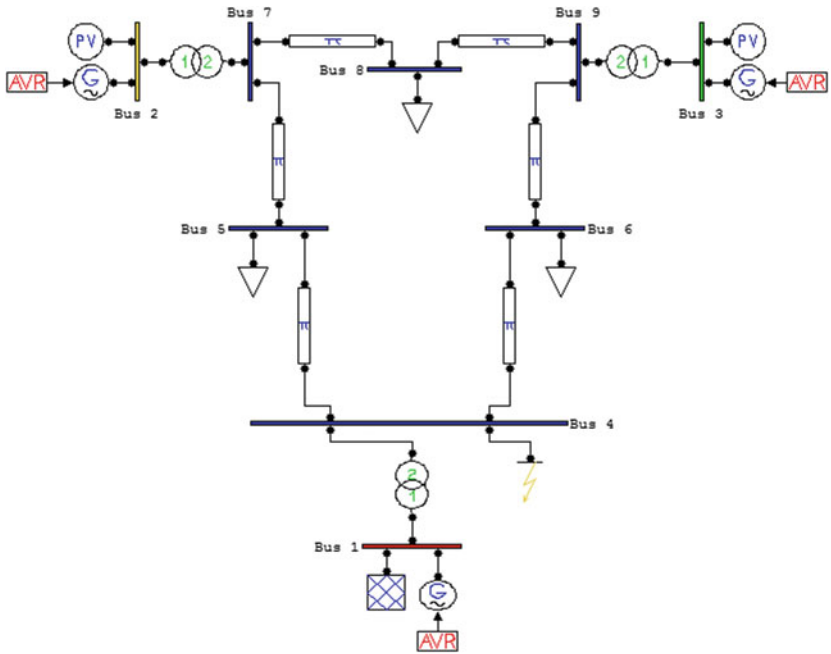 Bus 7
Bus 9
PV
PV
π
π
1 2
2 1
Bus 8
AVR
G
G
AVR
Bus 2
Bus 3
π
π
Bus 5
Bus 6
π
π
Bus 4
2
1
Bus 1
G
AVR